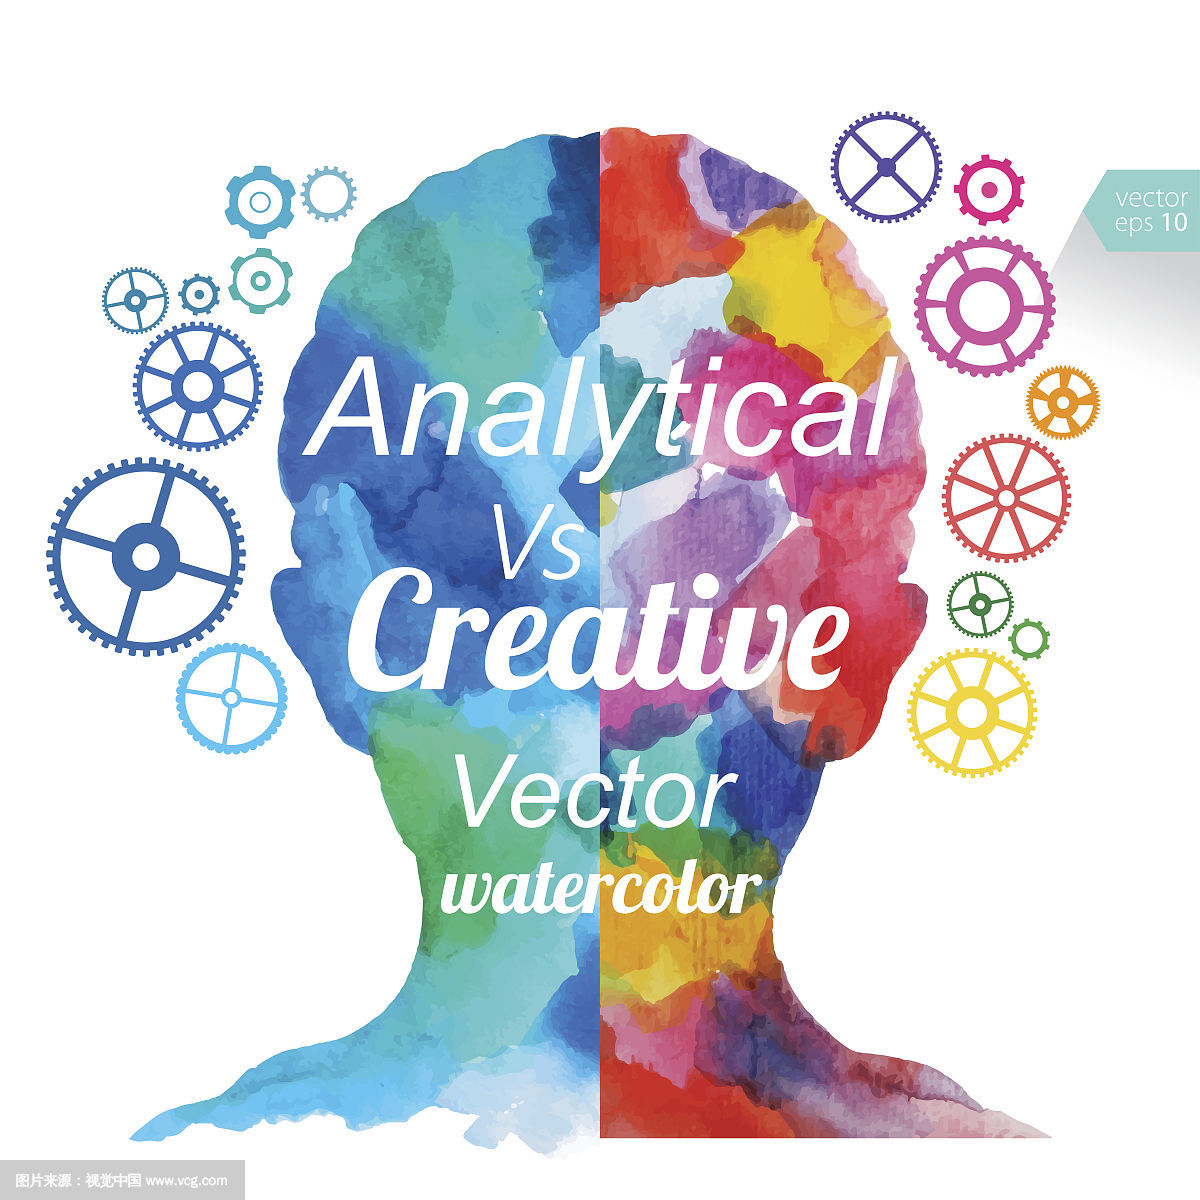 vector
eps 10
Analytical
Vs
Creative
Vector
watercolor
图片来源：视觉中国 www.vcg.com